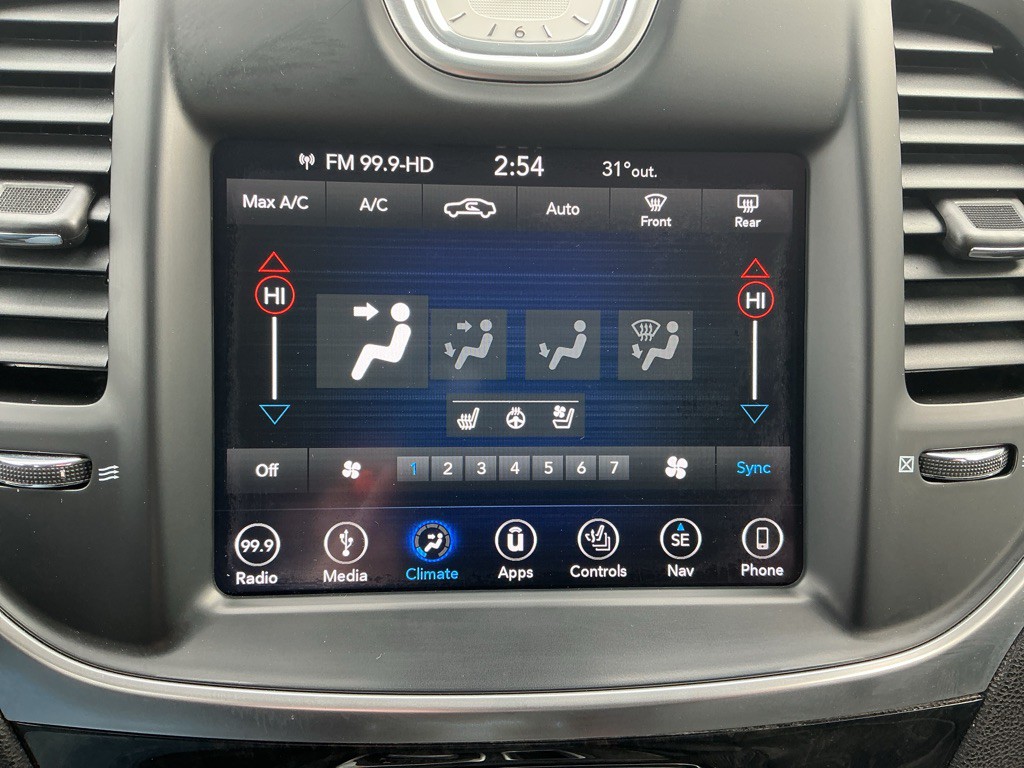 6
FM 99.9-HD 2:54 31°out.
Max A/C A/C Auto Front Rear
HI HI
Off 1 2 3 4 5 6 7 Sync
99.9 SE
Radio Media Climate Apps Controls Nav Phone